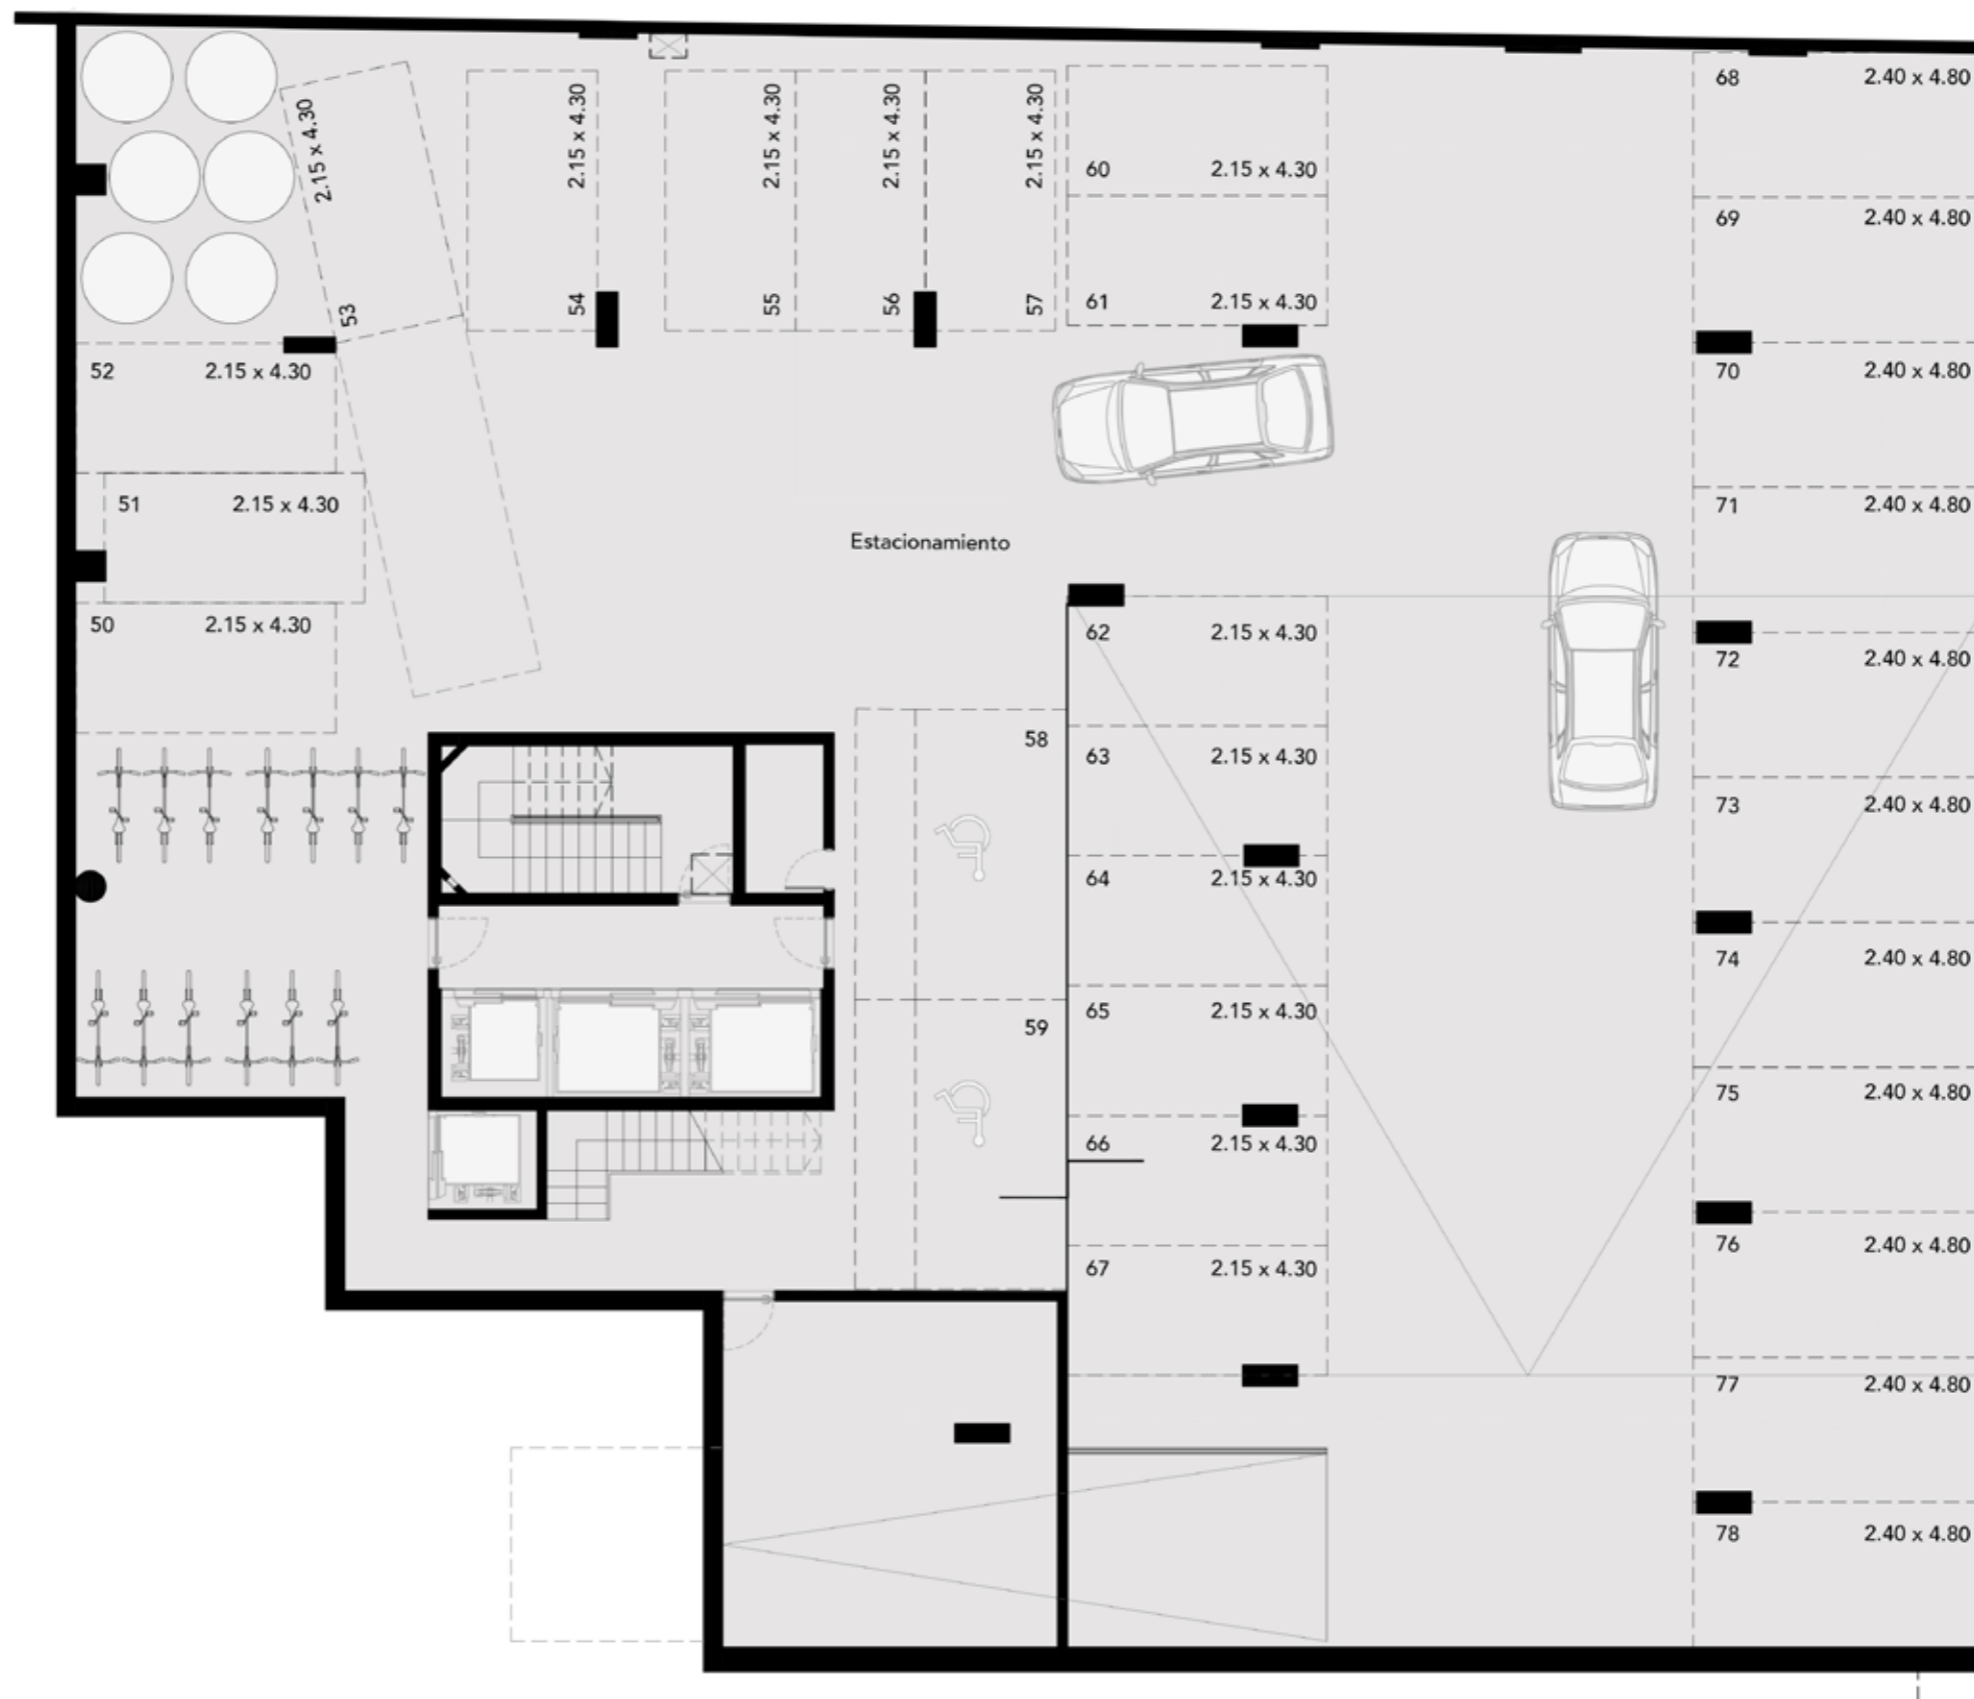 2.15 x 4.30
53
2.15 x 4.30
54
2.15 x 4.30
55
2.15 x 4.30
56
2.15 x 4.30
57
60 2.15 x 4.30
61 2.15 x 4.30
68 2.40 x 4.80
69 2.40 x 4.80
70 2.40 x 4.80
71 2.40 x 4.80
52 2.15 x 4.30
51 2.15 x 4.30
50 2.15 x 4.30
Estacionamiento
62 2.15 x 4.30
63 2.15 x 4.30
64 2.15 x 4.30
65 2.15 x 4.30
66 2.15 x 4.30
67 2.15 x 4.30
58
59
72 2.40 x 4.80
73 2.40 x 4.80
74 2.40 x 4.80
75 2.40 x 4.80
76 2.40 x 4.80
77 2.40 x 4.80
78 2.40 x 4.80